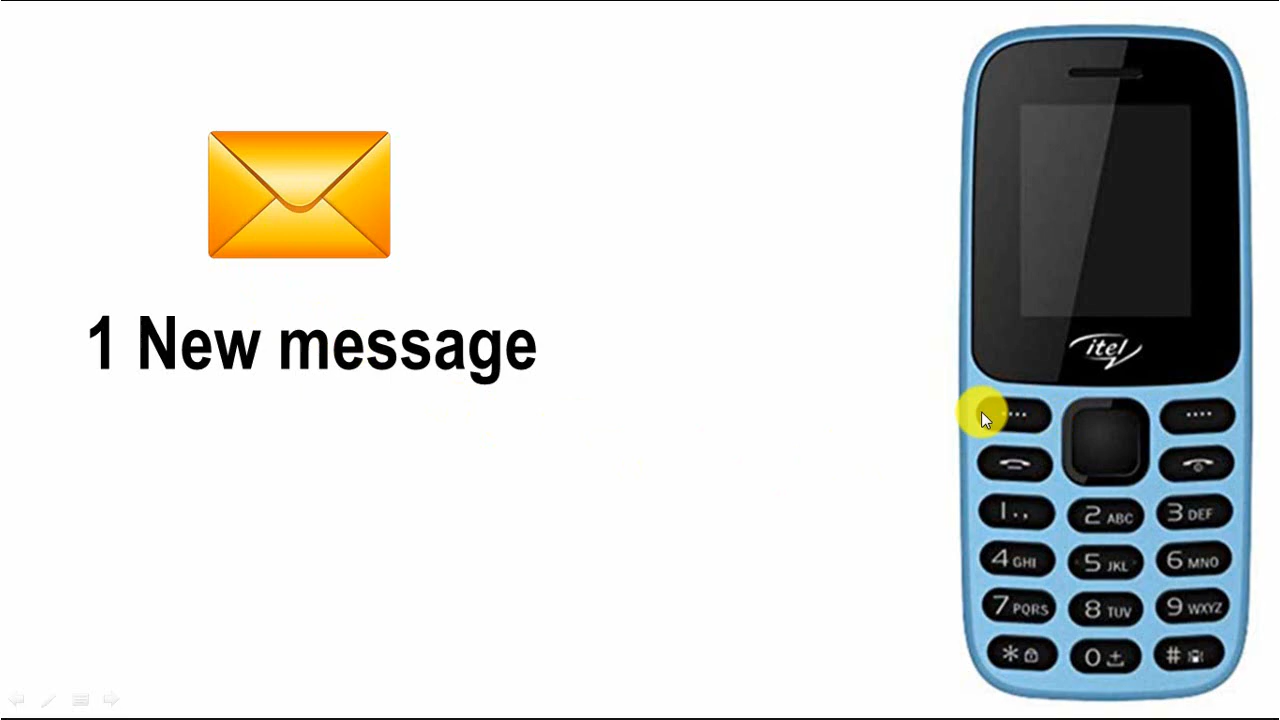 1 New message
itel
1 . ,
2 ABC
3 DEF
4 GHI
5 JKL
6 MNO
7 PQRS
8 TUV
9 WXYZ
*
0 +
#